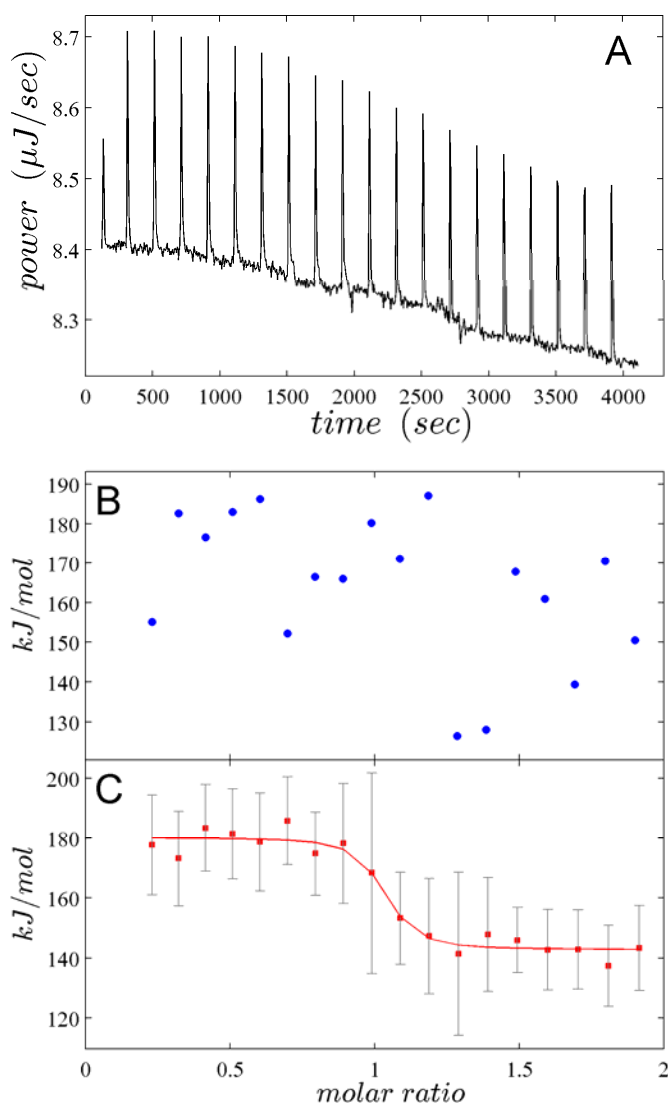 A
power (μJ/sec)
8.7
8.6
8.5
8.4
8.3
0 500 1000 1500 2000 2500 3000 3500 4000
time (sec)
B
kJ/mol
190
180
170
160
150
140
130
C
kJ/mol
200
180
160
140
120
0 0.5 1 1.5 2
molar ratio